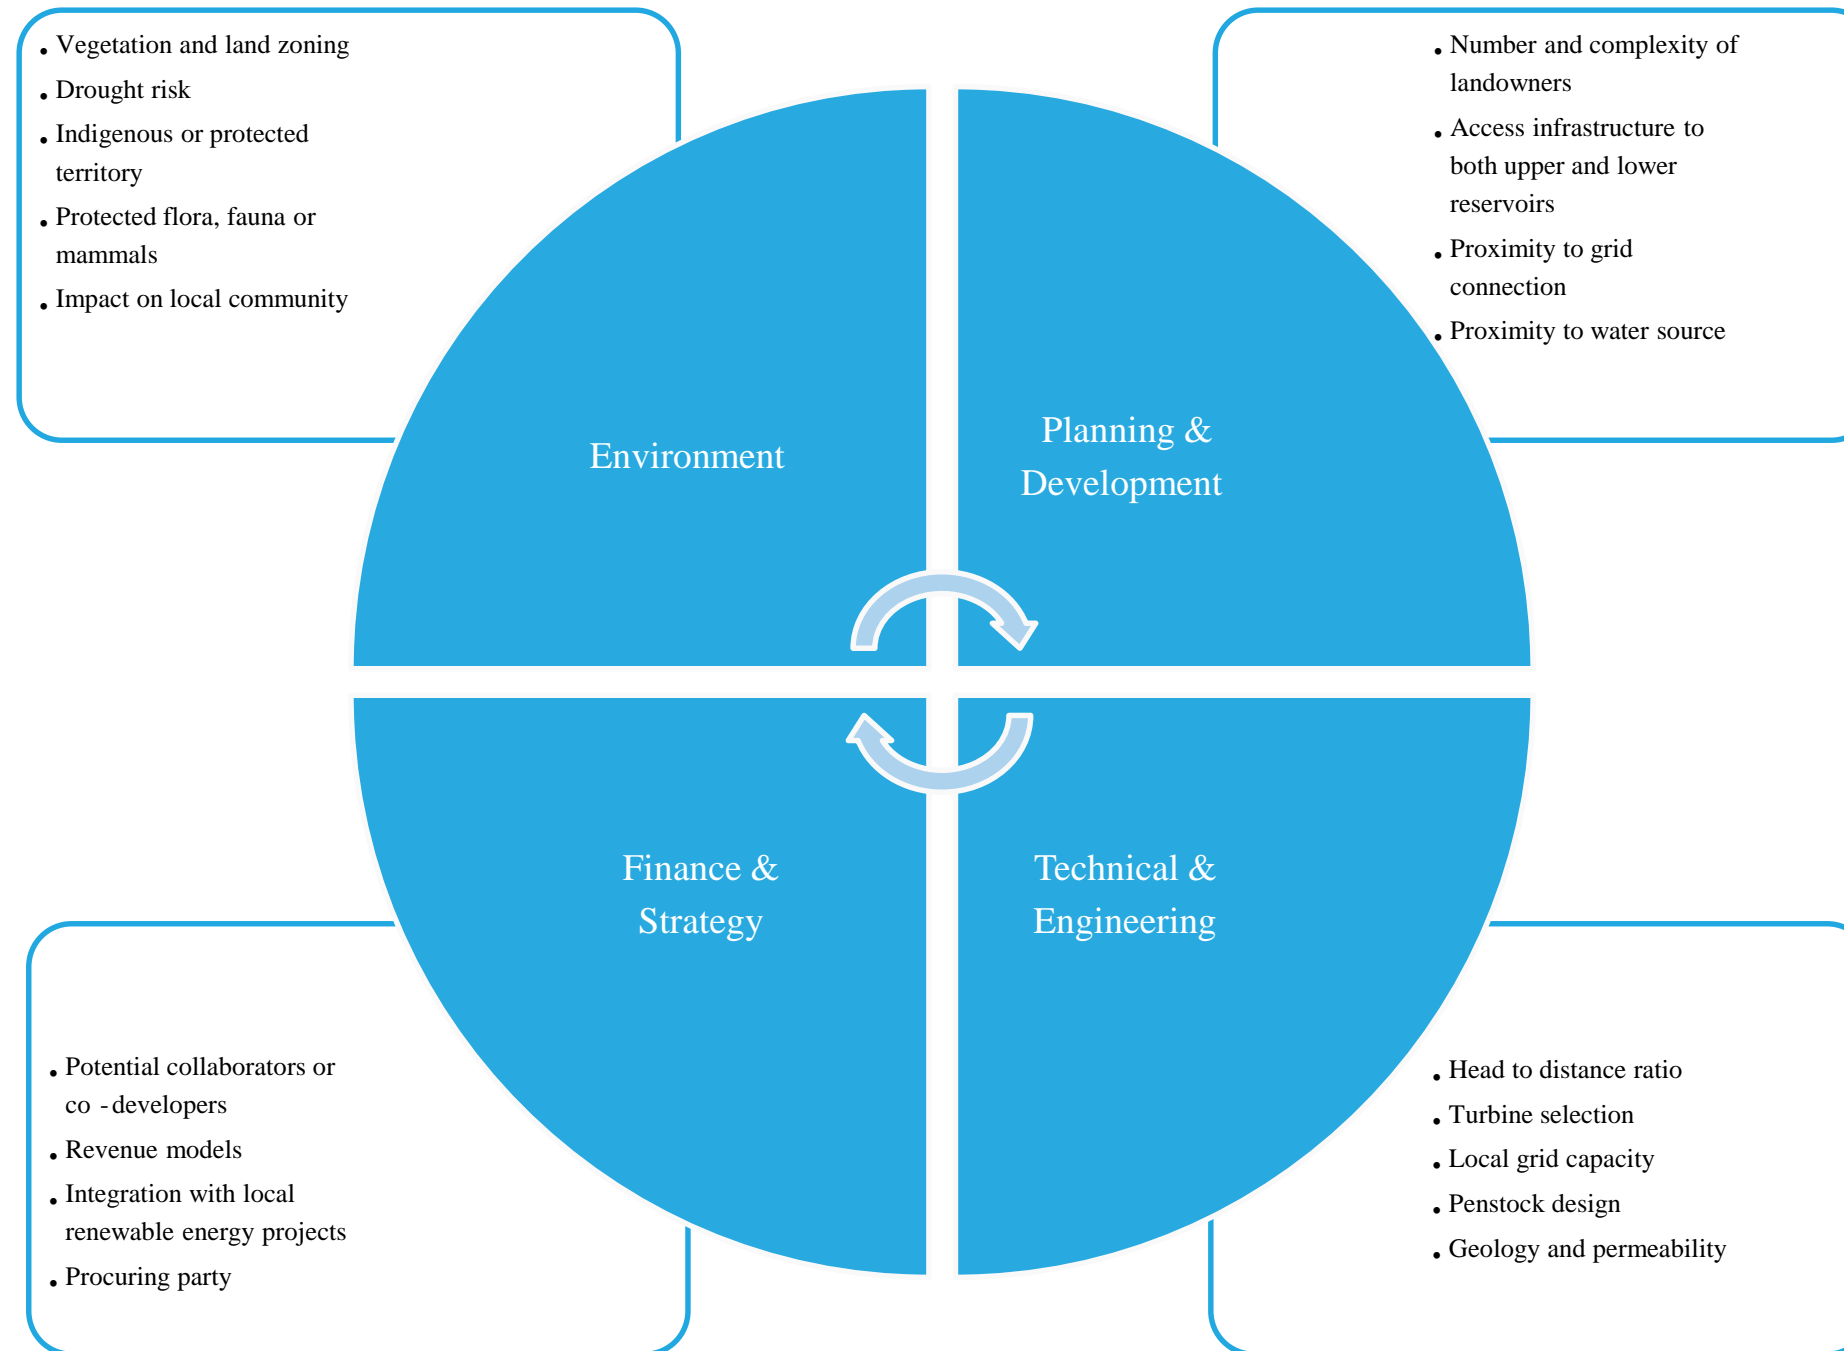 • Vegetation and land zoning
• Drought risk
• Indigenous or protected
territory
• Protected flora, fauna or
mammals
• Impact on local community
• Number and complexity of
landowners
• Access infrastructure to
both upper and lower
reservoirs
• Proximity to grid
connection
• Proximity to water source
Environment
Planning &
Development
Finance &
Strategy
Technical &
Engineering
• Potential collaborators or
co -developers
• Revenue models
• Integration with local
renewable energy projects
• Procuring party
• Head to distance ratio
• Turbine selection
• Local grid capacity
• Penstock design
• Geology and permeability